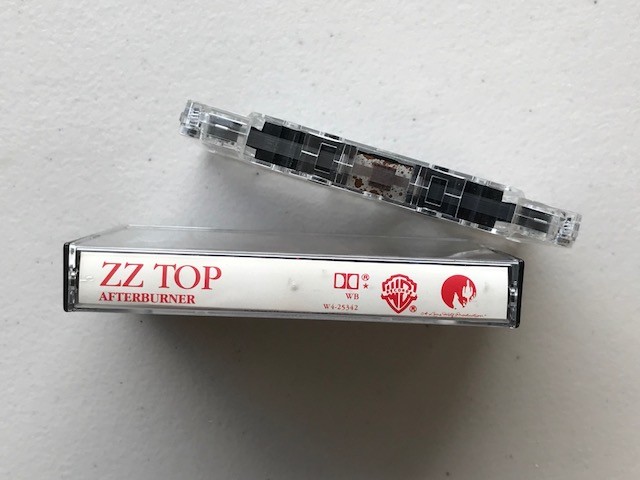 ZZ TOP
AFTERBURNER
WB
W4-25342